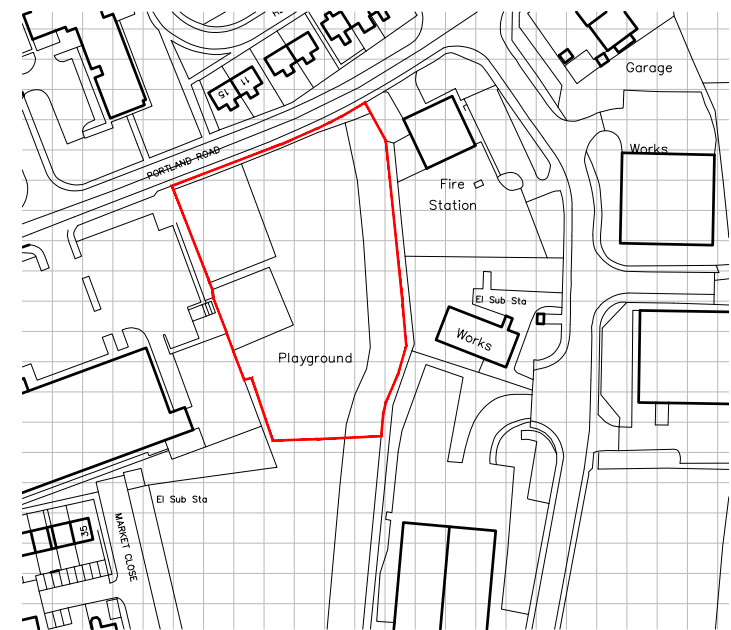 Garage
11
15
Works
PORTLAND ROAD
Fire
Station
El Sub Sta
Works
Playground
El Sub Sta
35
MARKET CLOSE